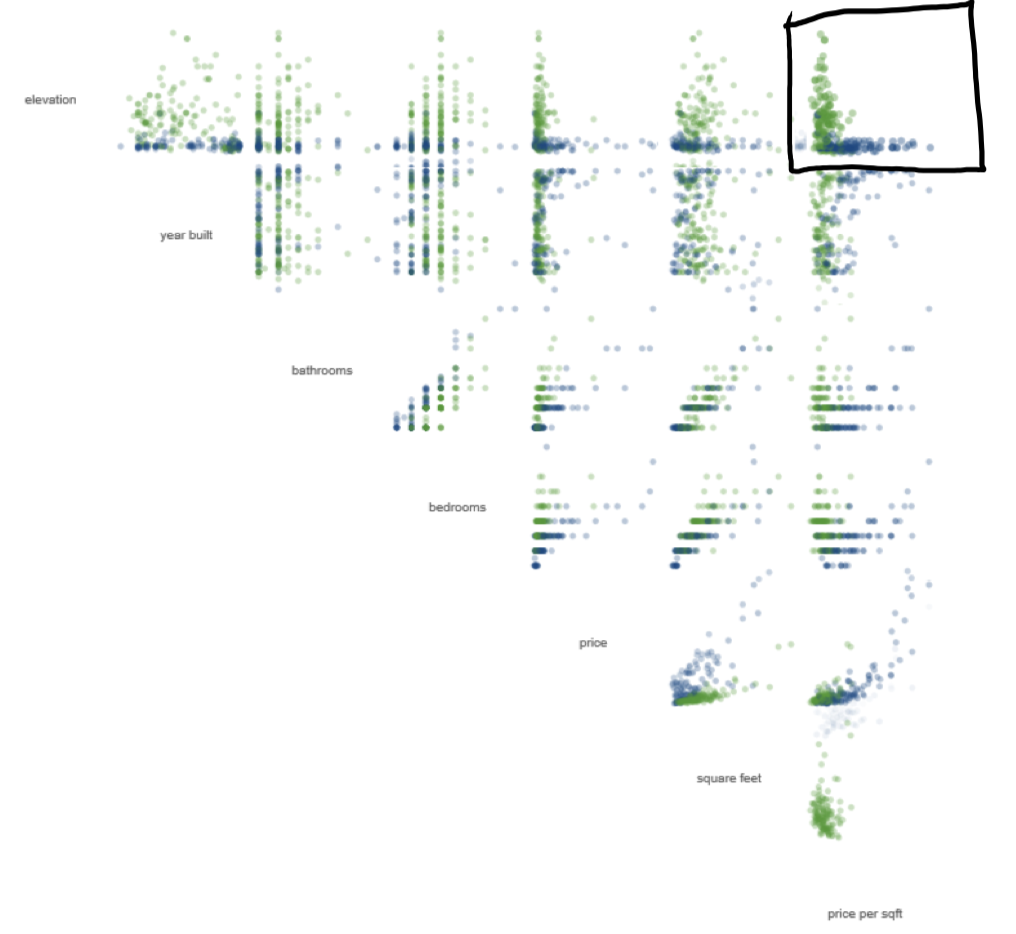 elevation
year built
bathrooms
bedrooms
price
square feet
price per sqft